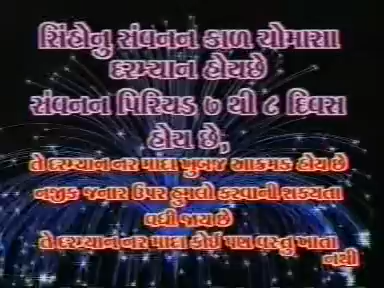 સિંહોનુ સંવનન કાળ ચોમાસા
દરમ્યાન હોયછે
સંવનન પિરિયડ ૭ થી ૮ દિવસ
હોય છે,
તે દરમ્યાન નર માદા ખુબજ આક્રમક હોય છે
નજીક જનાર ઉપર હુમલો કરવાની શક્યતા
વધી જાય છે
તે દરમ્યાન નર માદા કોઈ પણ વસ્તુ ખાતા
નથી